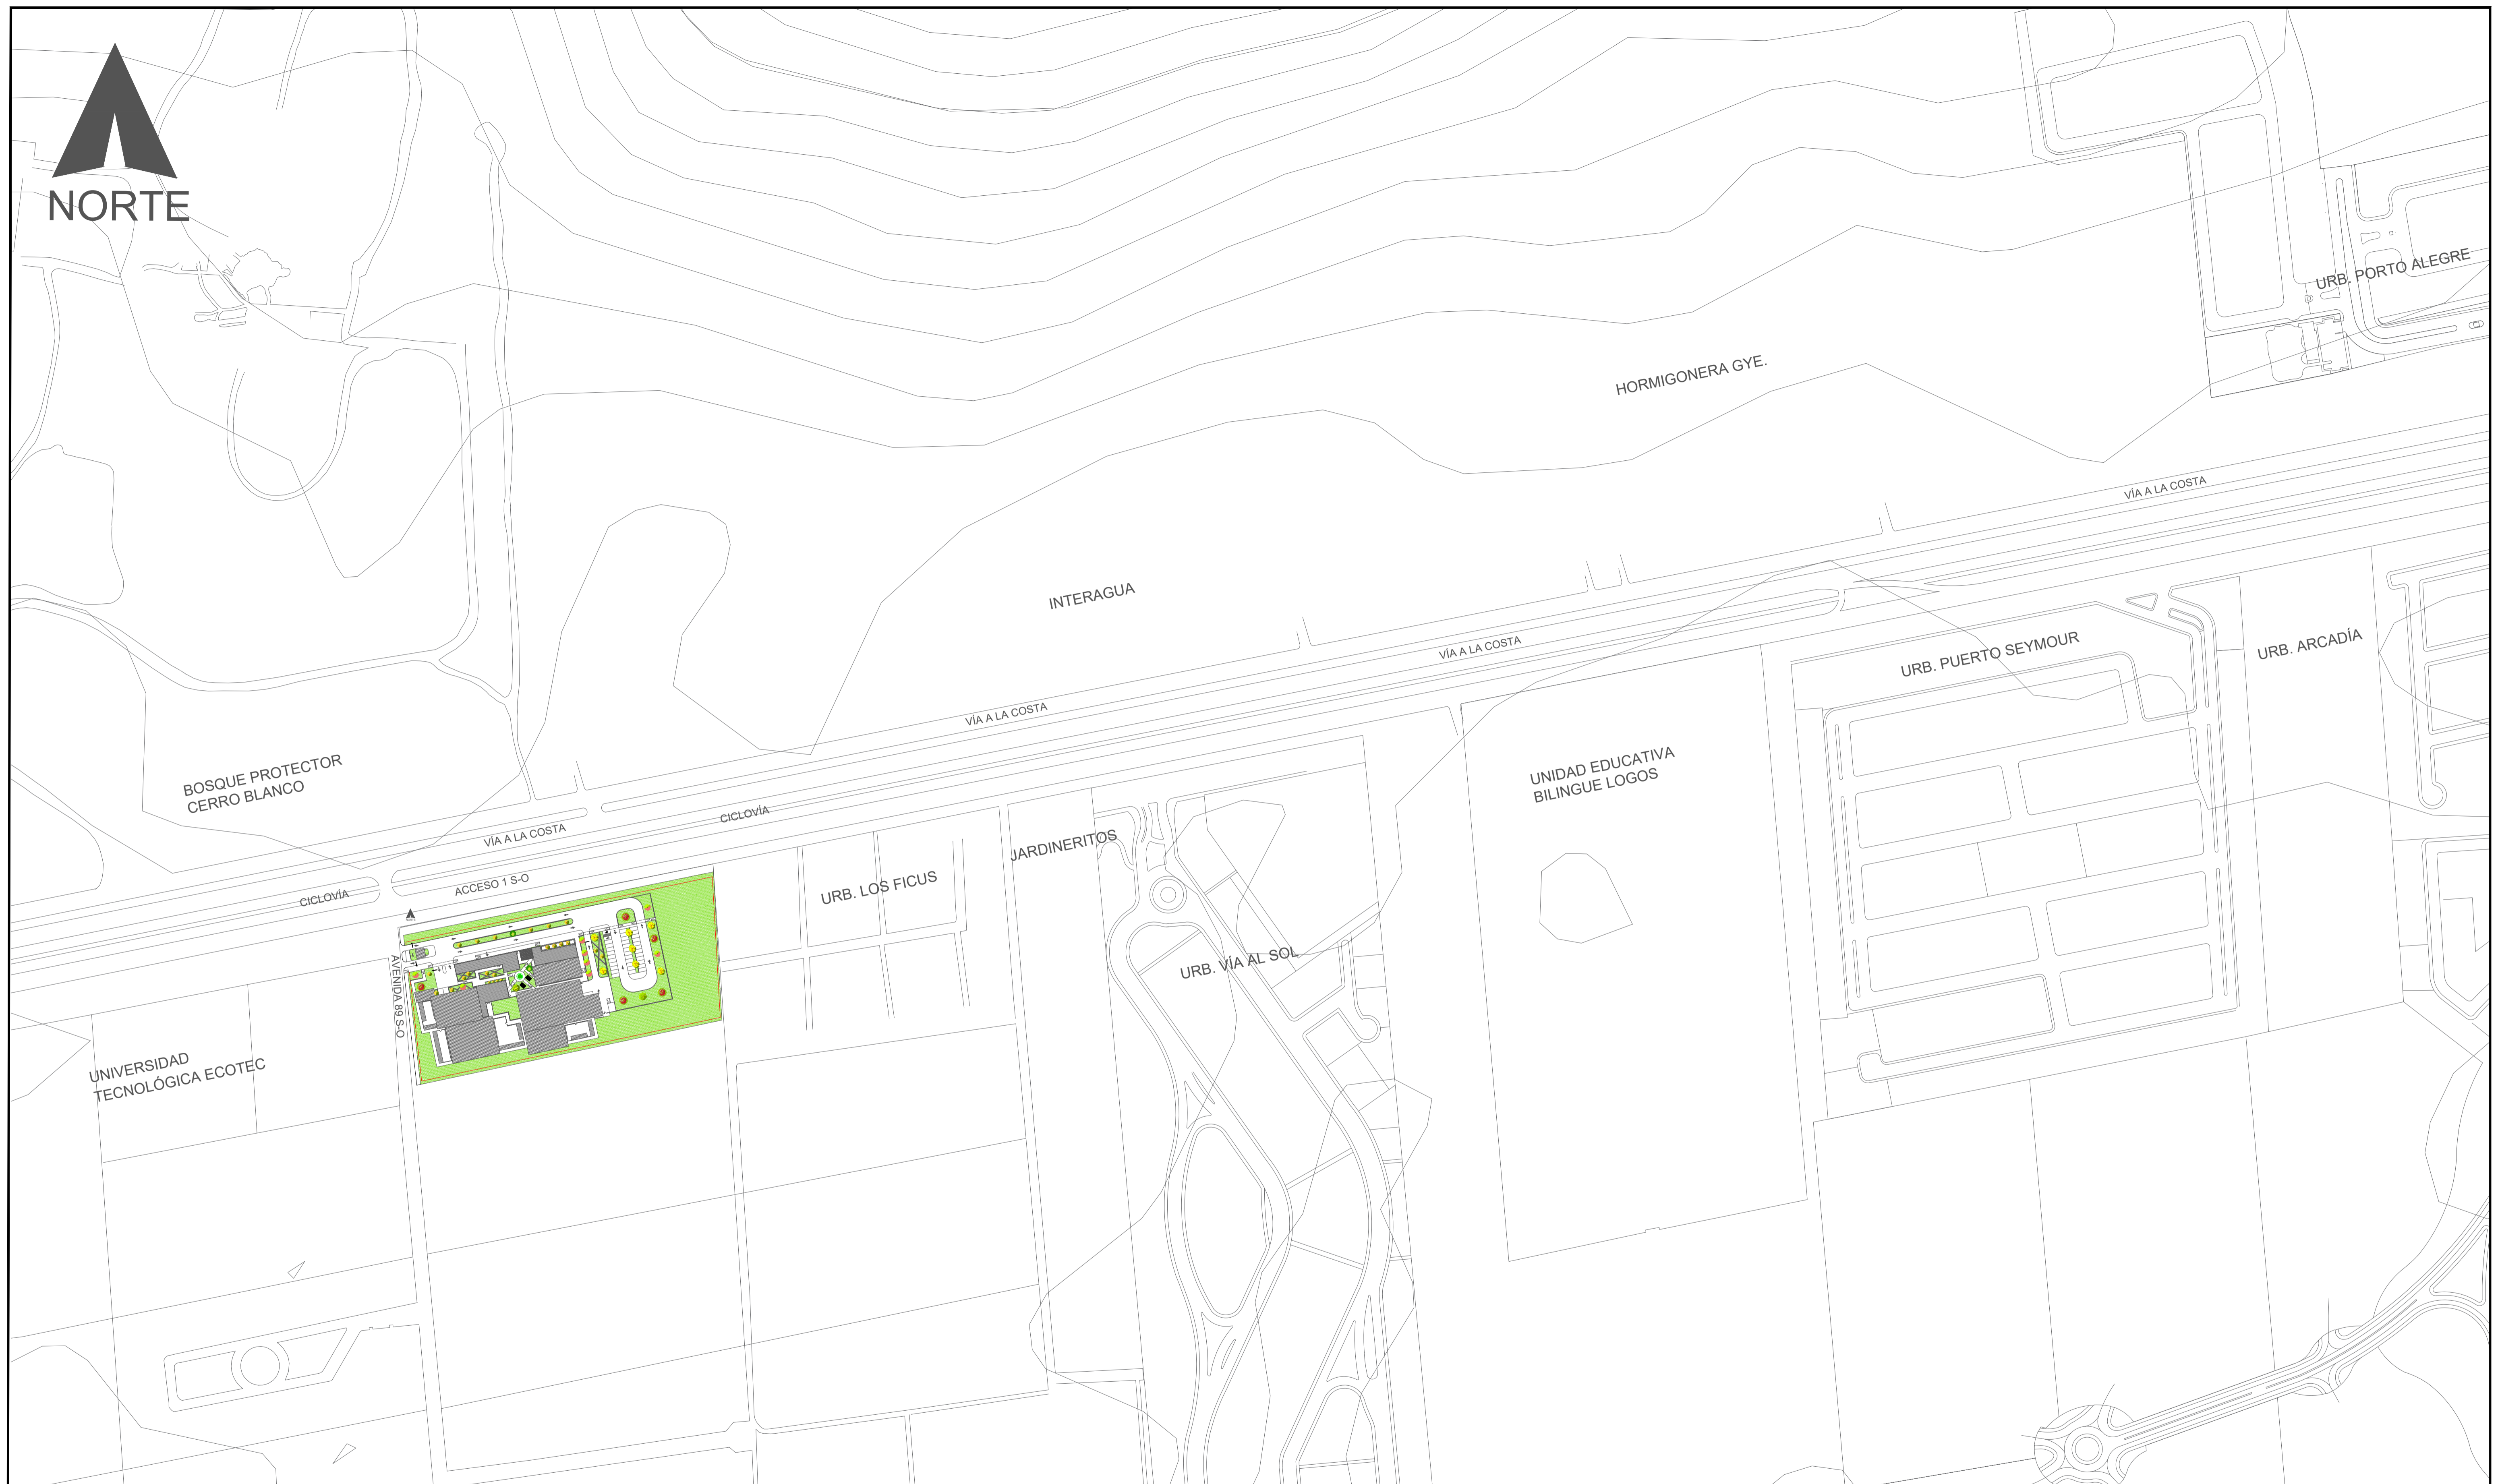 NORTE
URB. PORTO ALEGRE
HORMIGONERA GYE.
VÍA A LA COSTA
INTERAGUA
VÍA A LA COSTA
URB. PUERTO SEYMOUR
URB. ARCADÍA
VÍA A LA COSTA
BOSQUE PROTECTOR
CERRO BLANCO
UNIDAD EDUCATIVA
BILINGUE LOGOS
VÍA A LA COSTA
CICLOVÍA
JARDINERITOS
CICLOVÍA
ACCESO 1 S-O
URB. LOS FICUS
URB. VÍA AL SOL
AVENIDA 89 S-O
UNIVERSIDAD
TECNOLÓGICA ECOTEC